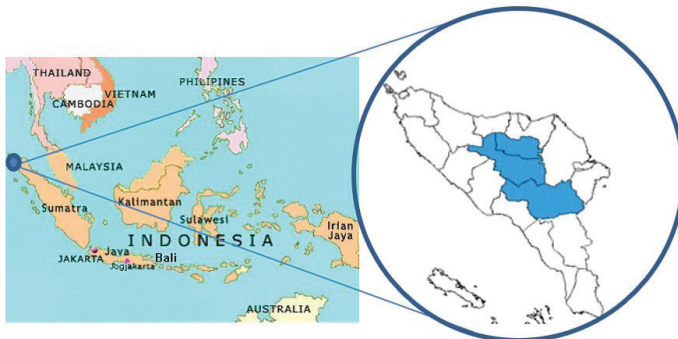 THAILAND
PHILIPINES
VIETNAM
CAMBODIA
MALAYSIA
Sumatra
Kalimantan
Sulawesi
Irian
Jaya
INDONESIA
JAKARTA
Java
Bali
Jogjakarta
AUSTRALIA